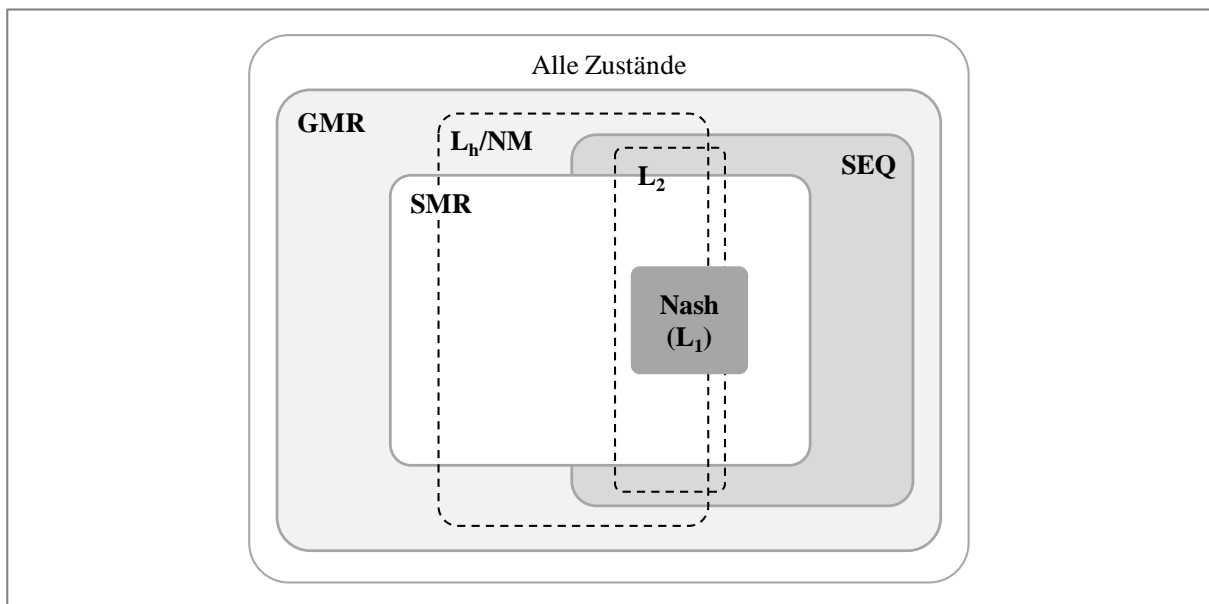 Alle Zustände
GMR
Lₕ/NM
SEQ
L₂
SMR
Nash
(L₁)